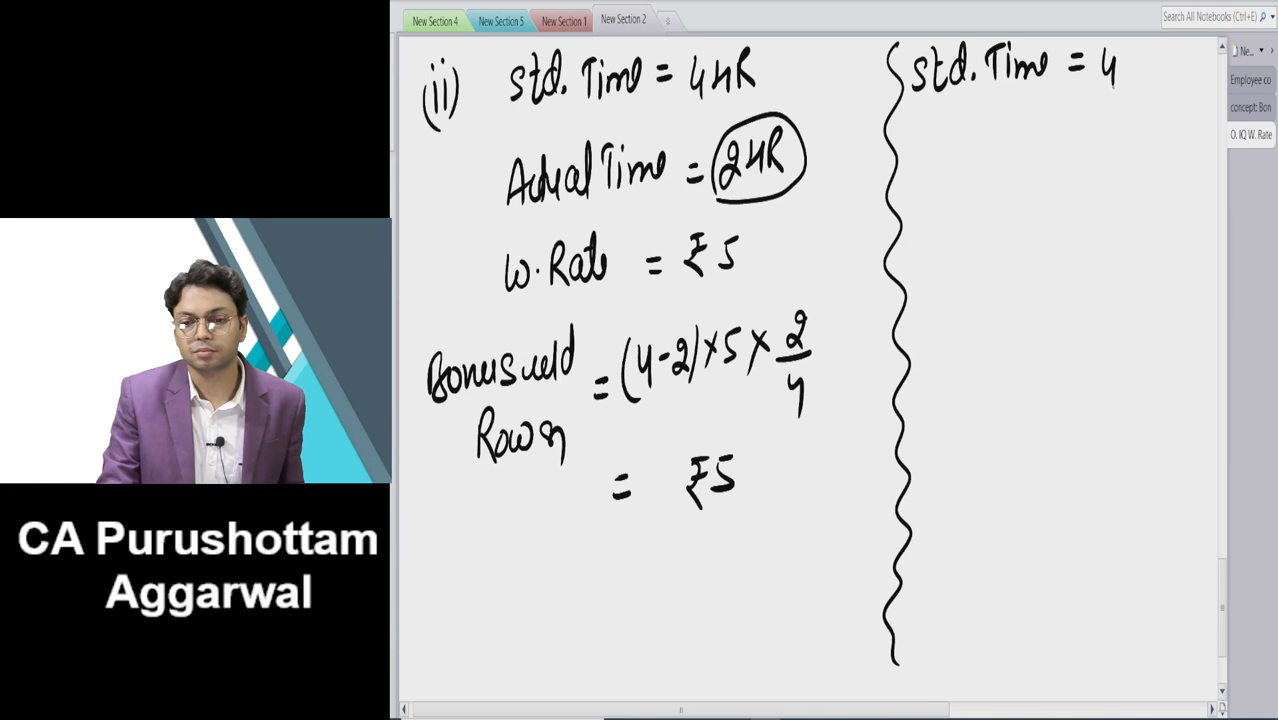 New Section 4
New Section 5
New Section 1
New Section 2
Search All Notebooks (Ctrl+E)
Ne...
Employee co
concept: Bon
O. IQ W. Rate
(ii) Std. Time = 4 HR
Actual Time = 2 HR
W. Rate = ₹ 5
Bonus uld Rowan = (4-2) × 5 × 2/4
= ₹5
Std. Time = 4
CA Purushottam
Aggarwal